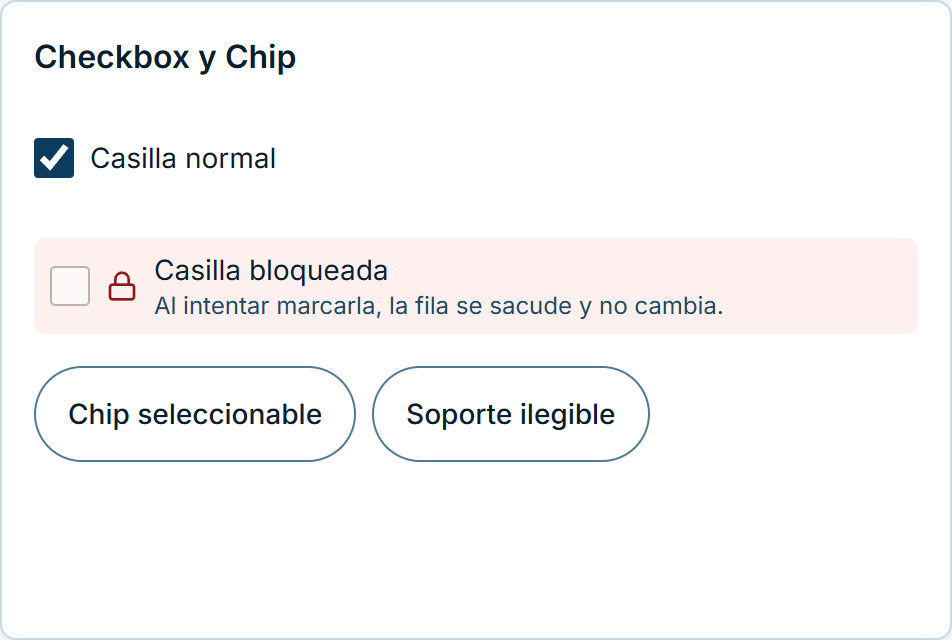 Checkbox y Chip
Casilla normal
Casilla bloqueada
Al intentar marcarla, la fila se sacude y no cambia.
Chip seleccionable
Soporte ilegible